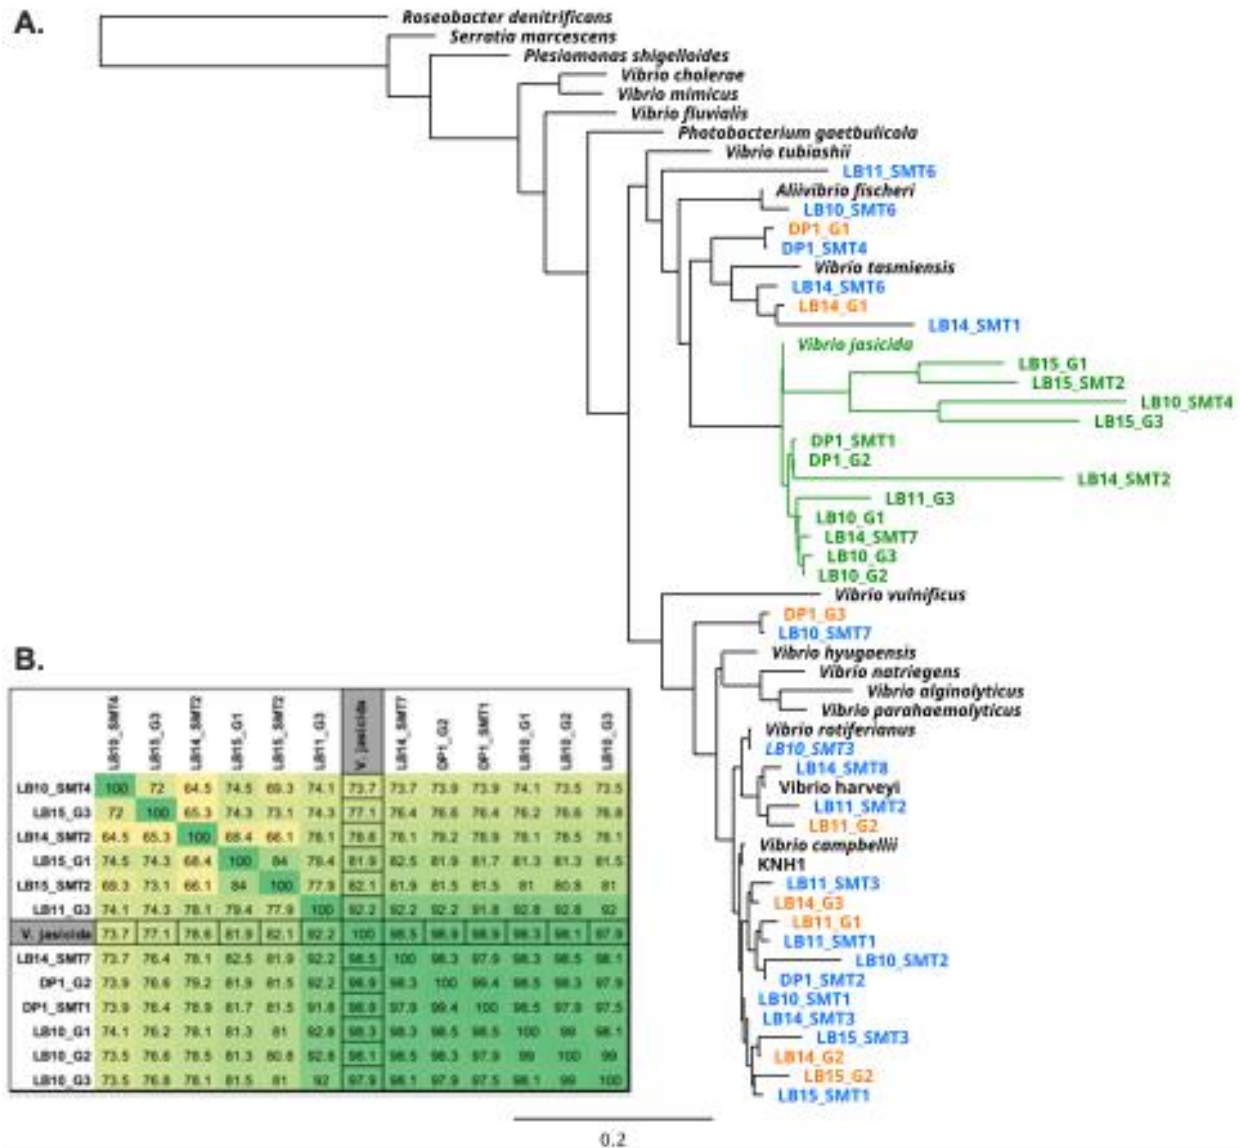 A.
Roseobacter denitrificans
Serratia marcescens
Plesiomonas shigelloides
Vibrio cholerae
Vibrio mimicus
Vibrio fluvialis
Photobacterium gaetbulicola
Vibrio tubiashii
LB11_SMT6
Aliivibrio fischeri
LB10_SMT6
DP1_G1
DP1_SMT4
Vibrio tasmiensis
LB14_SMT6
LB14_G1
LB14_SMT1
Vibrio jasicida
LB15_G1
LB15_SMT2
LB10_SMT4
LB15_G3
DP1_SMT1
DP1_G2
LB14_SMT2
LB11_G3
LB10_G1
LB14_SMT7
LB10_G3
LB10_G2
Vibrio vulnificus
DP1_G3
LB10_SMT7
Vibrio hyugaensis
Vibrio natriegens
Vibrio alginolyticus
Vibrio parahaemolyticus
Vibrio rotiferianus
LB10_SMT3
LB14_SMT8
Vibrio harveyi
LB11_SMT2
LB11_G2
Vibrio campbellii
KNH1
LB11_SMT3
LB14_G3
LB11_G1
LB11_SMT1
LB10_SMT2
DP1_SMT2
LB10_SMT1
LB14_SMT3
LB15_SMT3
LB14_G2
LB15_G2
LB15_SMT1
0.2
B.
LB10_SMT4 LB15_G3 LB14_SMT2 LB15_G1 LB15_SMT2 LB11_G3 V. jasicida LB14_SMT7 DP1_G2 DP1_SMT1 LB10_G1 LB10_G2 LB10_G3
LB10_SMT4 100 72 64.5 74.5 69.3 74.1 73.7 73.7 73.9 73.9 74.1 73.5 73.5
LB15_G3 72 100 65.3 74.3 73.1 74.3 77.1 76.4 76.6 76.4 76.2 76.6 76.8
LB14_SMT2 64.5 65.3 100 68.4 66.1 78.1 78.6 78.1 79.2 78.9 78.1 78.5 78.1
LB15_G1 74.5 74.3 68.4 100 84 79.4 81.9 82.5 81.9 81.7 81.3 81.3 81.5
LB15_SMT2 69.3 73.1 66.1 84 100 77.9 82.1 81.9 81.5 81.5 81 80.8 81
LB11_G3 74.1 74.3 78.1 79.4 77.9 100 92.2 92.2 92.2 91.8 92.8 92.8 92
V. jasicida 73.7 77.1 78.6 81.9 82.1 92.2 100 98.5 98.9 98.9 98.3 98.1 97.9
LB14_SMT7 73.7 76.4 78.1 82.5 81.9 92.2 98.5 100 98.3 97.9 98.3 98.5 98.1
DP1_G2 73.9 76.6 79.2 81.9 81.5 92.2 98.9 98.3 100 99.4 98.5 98.3 97.9
DP1_SMT1 73.9 76.4 78.9 81.7 81.5 91.8 98.9 97.9 99.4 100 98.5 97.9 97.5
LB10_G1 74.1 76.2 78.1 81.3 81 92.8 98.3 98.3 98.5 98.5 100 99 98.1
LB10_G2 73.5 76.6 78.5 81.3 80.8 92.8 98.1 98.5 98.3 97.9 99 100 99
LB10_G3 73.5 76.8 78.1 81.5 81 92 97.9 98.1 97.9 97.5 98.1 99 100